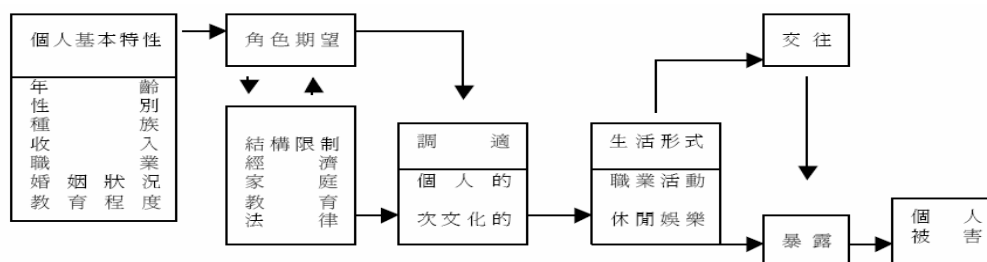 個人基本特性
年齡
性別
種族
收入
職業
婚姻狀況
教育程度
角色期望
結構限制
經濟
家庭
教育
法律
調適
個人的
次文化的
生活形式
職業活動
休閒娛樂
交往
暴露
個人
被害